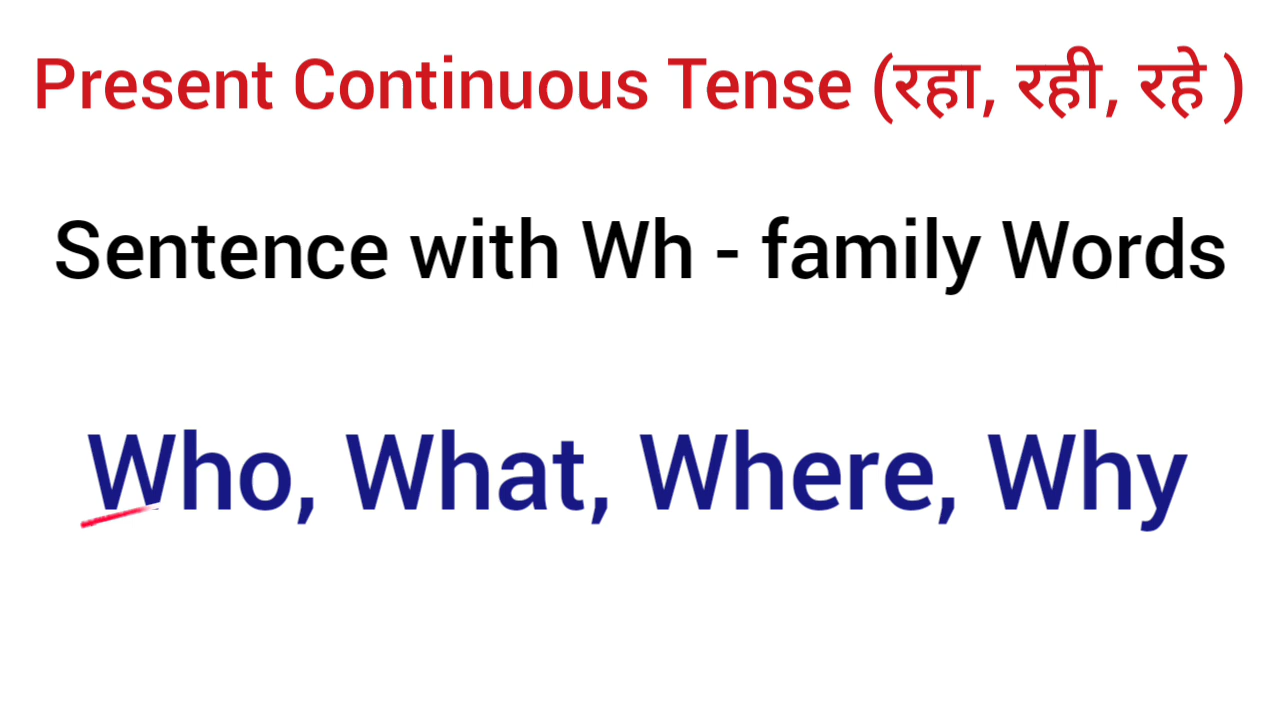 Present Continuous Tense (रहा, रही, रहे )
Sentence with Wh - family Words
Who, What, Where, Why